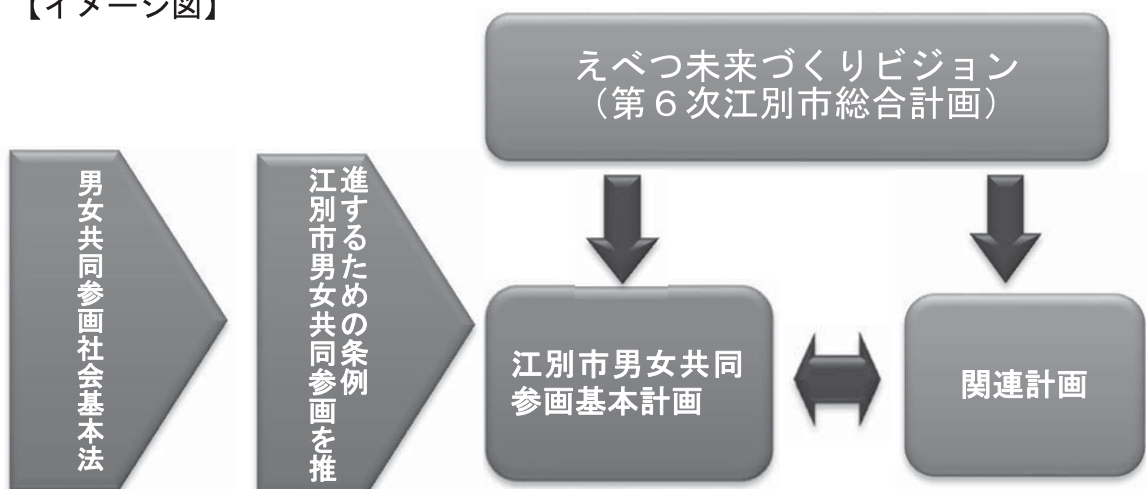 【イメージ図】
えべつ未来づくりビジョン
（第６次江別市総合計画）
男女共同参画社会基本法
江別市男女共同参画を推
進するための条例
江別市男女共同
参画基本計画
関連計画